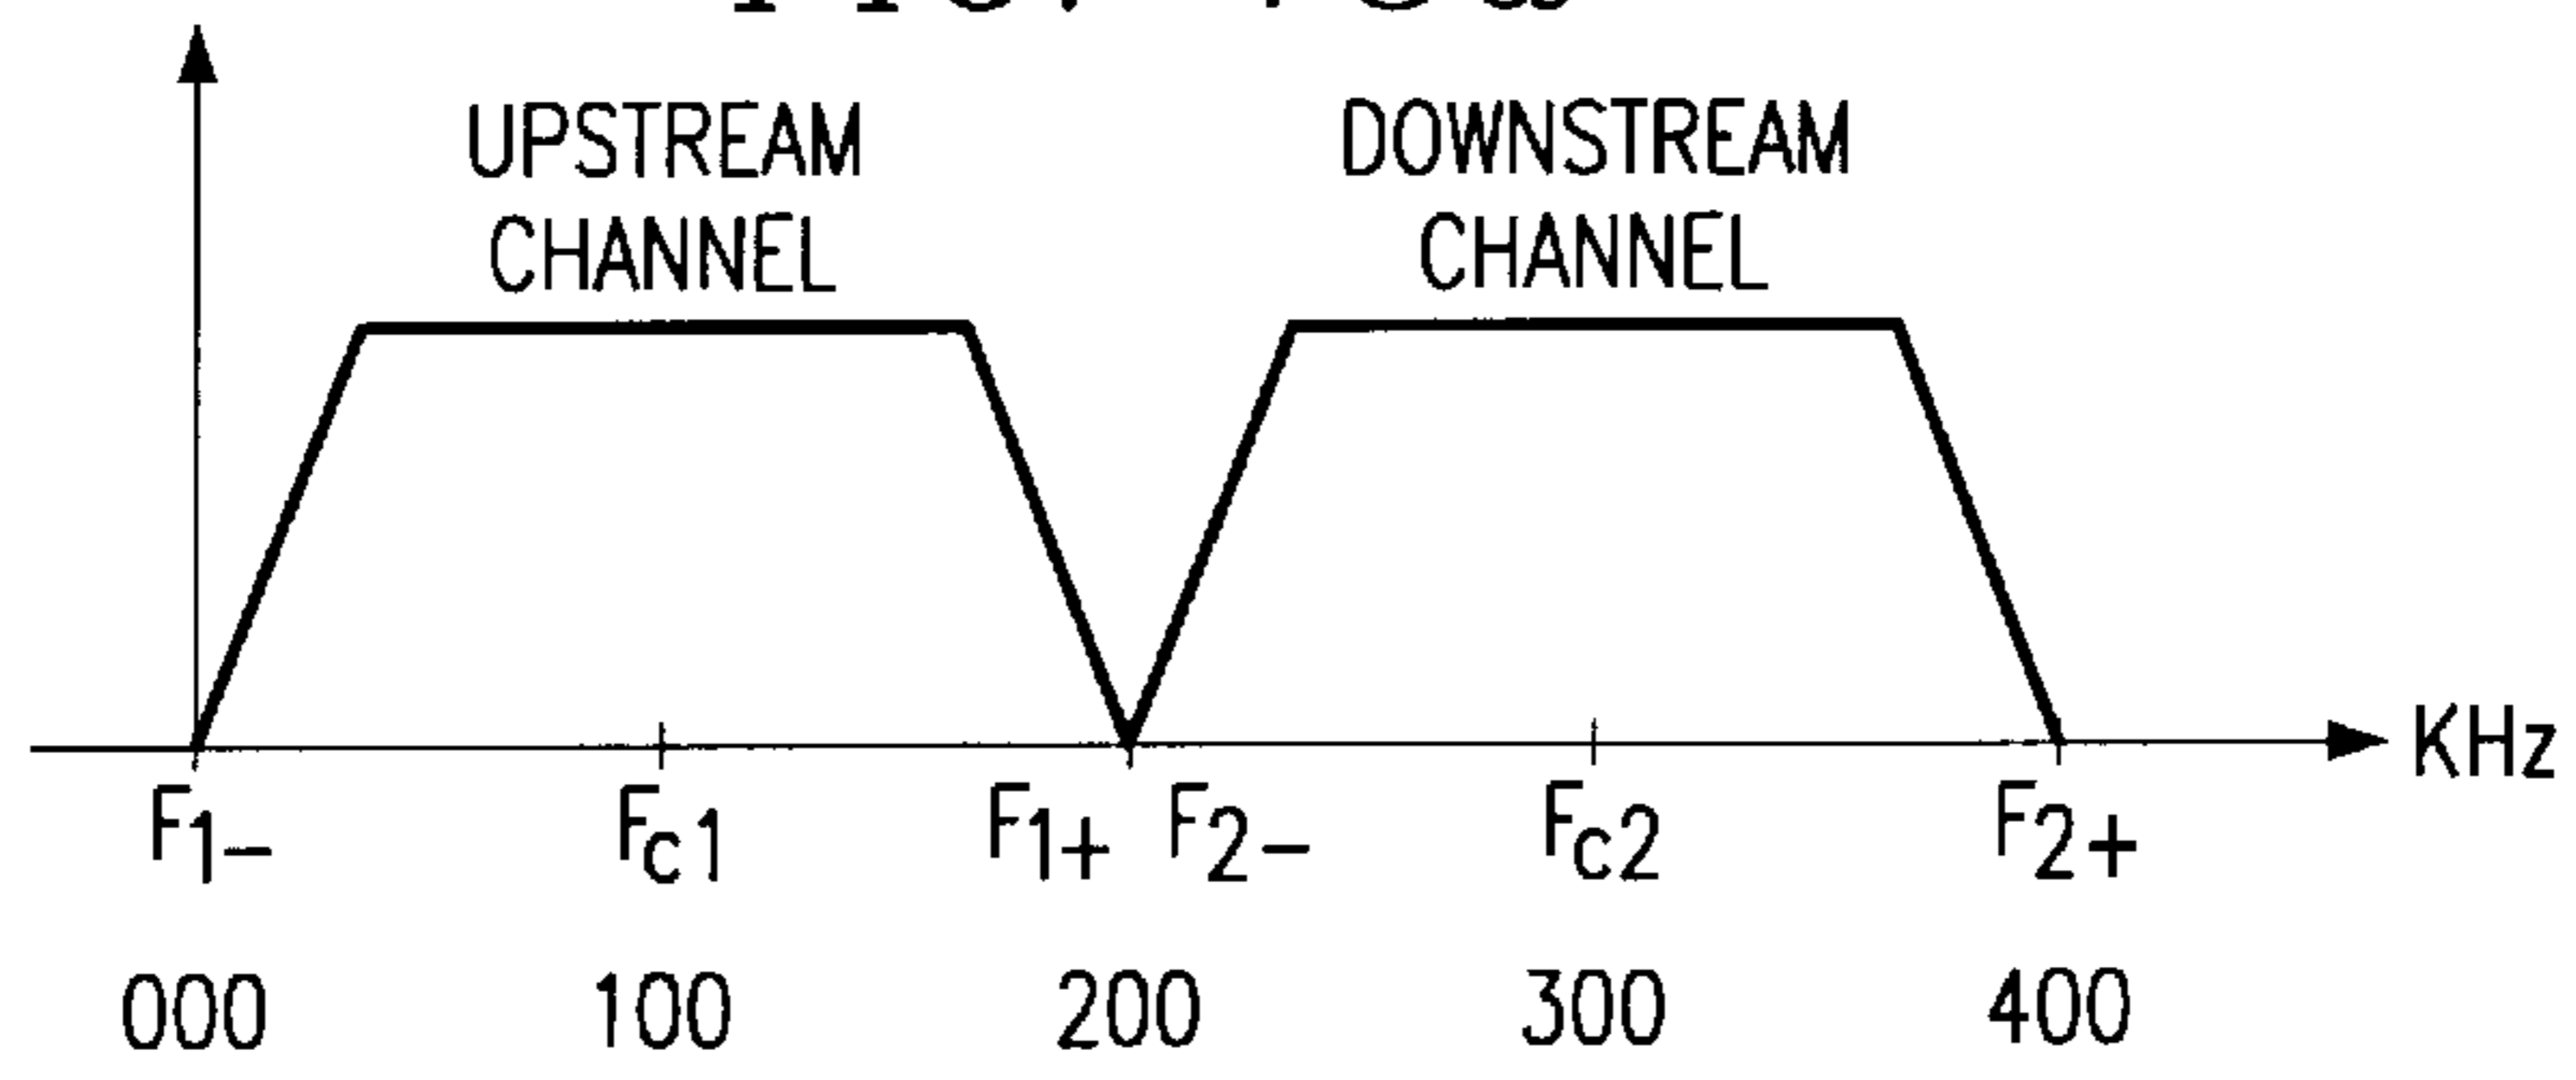 UPSTREAM
CHANNEL
DOWNSTREAM
CHANNEL
KHz
F1- Fc1 F1+ F2- Fc2 F2+
000 100 200 300 400